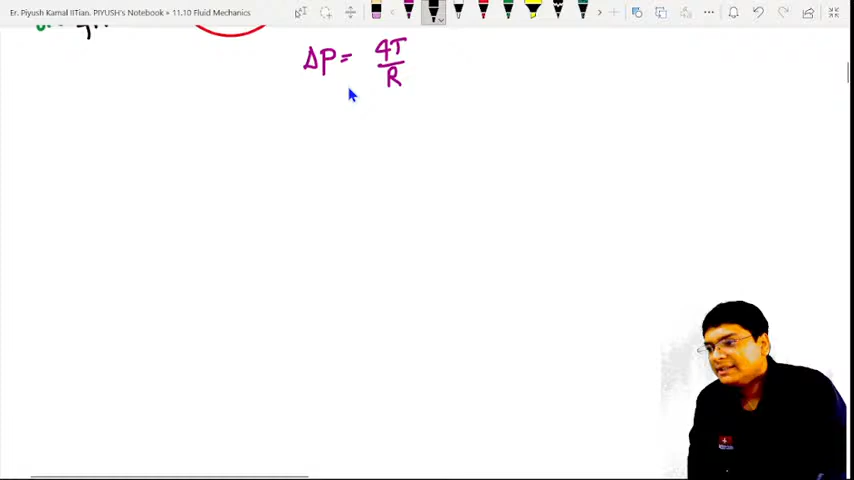 Er. Piyush Kamal IITian. PIYUSH's Notebook » 11.10 Fluid Mechanics
ΔP = 4T/R